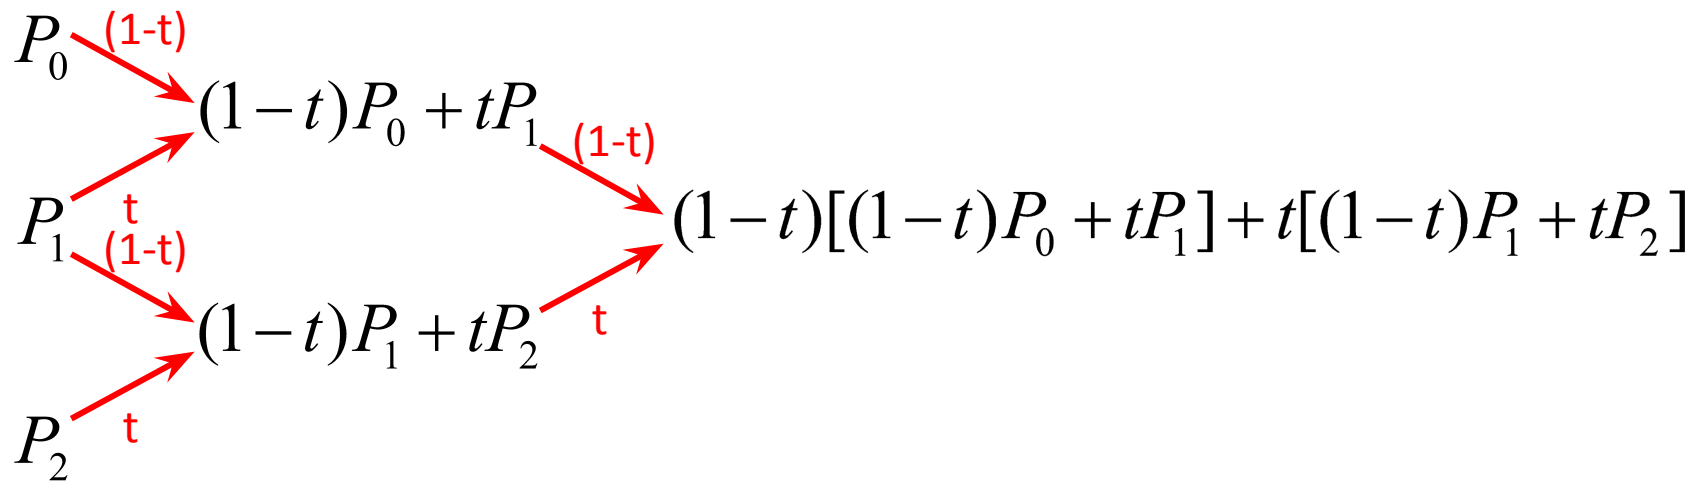 P₀ (1-t)
(1−t)P₀ + tP₁
(1-t)
P₁ t
(1−t)[(1−t)P₀ + tP₁] + t[(1−t)P₁ + tP₂]
(1-t)
(1−t)P₁ + tP₂
t
P₂ t